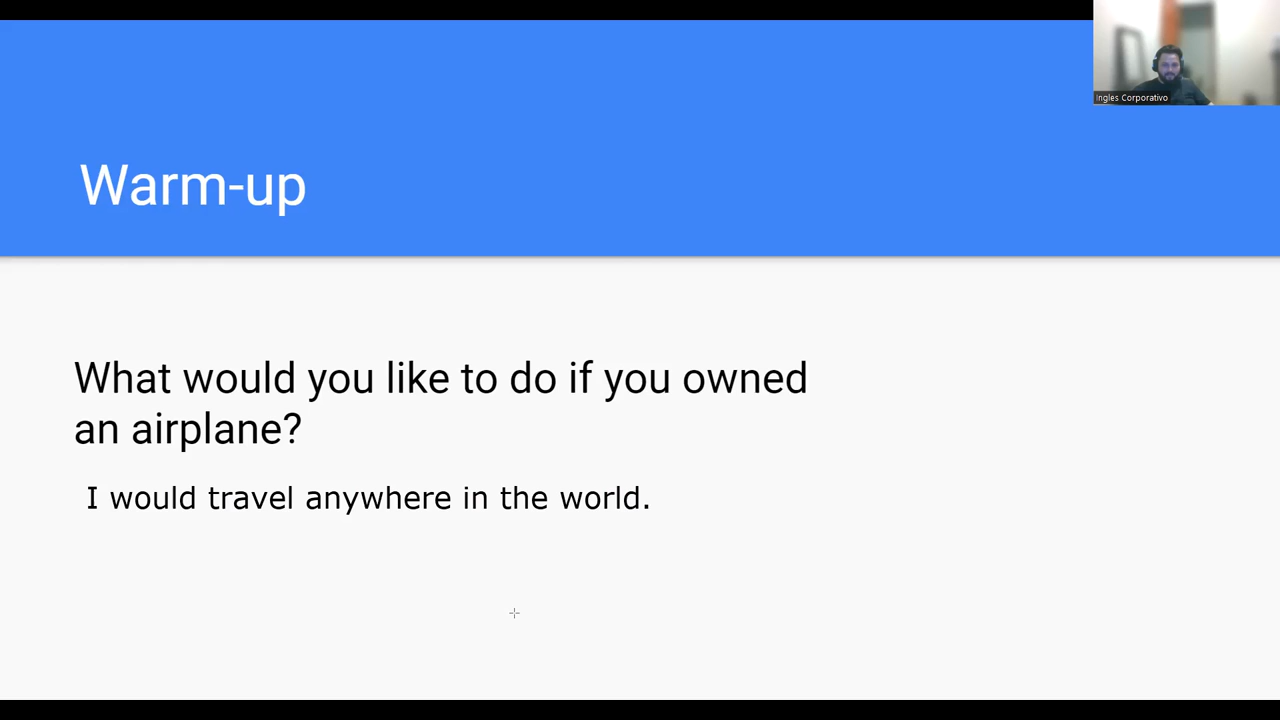 Ingles Corporativo
Warm-up
What would you like to do if you owned
an airplane?
I would travel anywhere in the world.